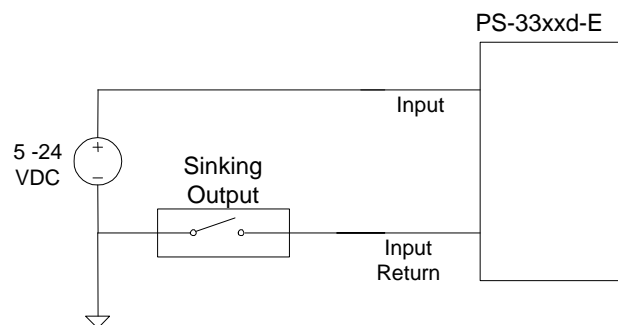 PS-33xxd-E
Input
5 -24
VDC
+
–
Sinking
Output
Input
Return